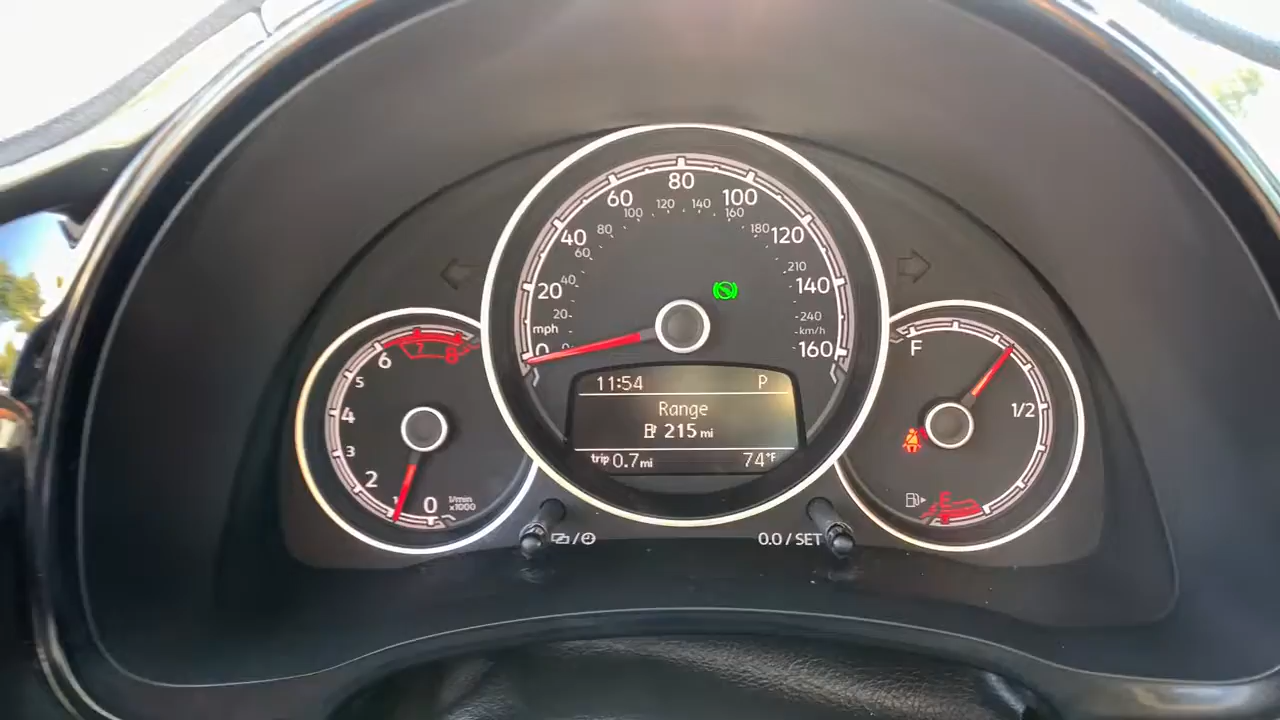 80
60 100
100 120 140 160
40 80 180 120
60 210
20 40 140
20 240
mph km/h
0 0 160
11:54 P
Range
215 mi
trip 0.7 mi 74°F
6 7 8
5
4
3
2
1 0 1/min
x1000
F
1/2
E
0.0 / SET